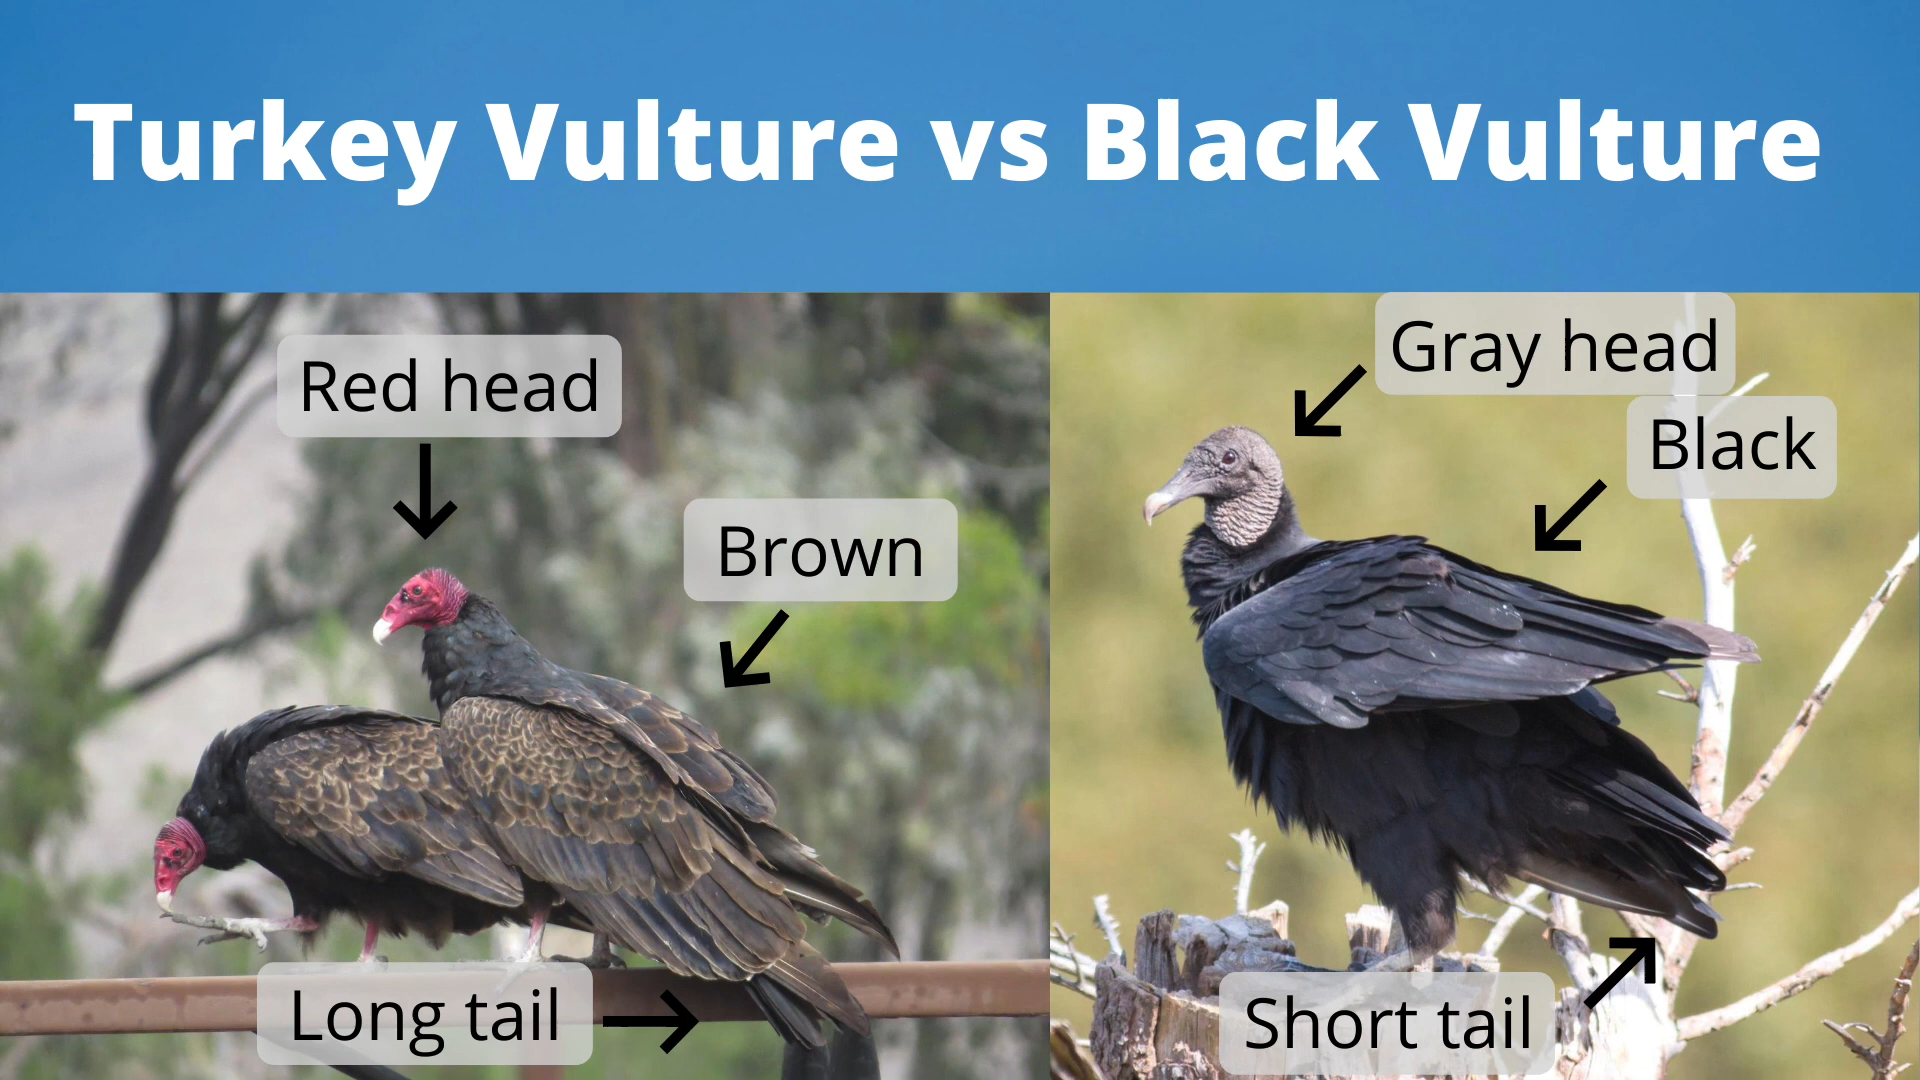 Turkey Vulture vs Black Vulture
Red head
Brown
Long tail
Gray head
Black
Short tail